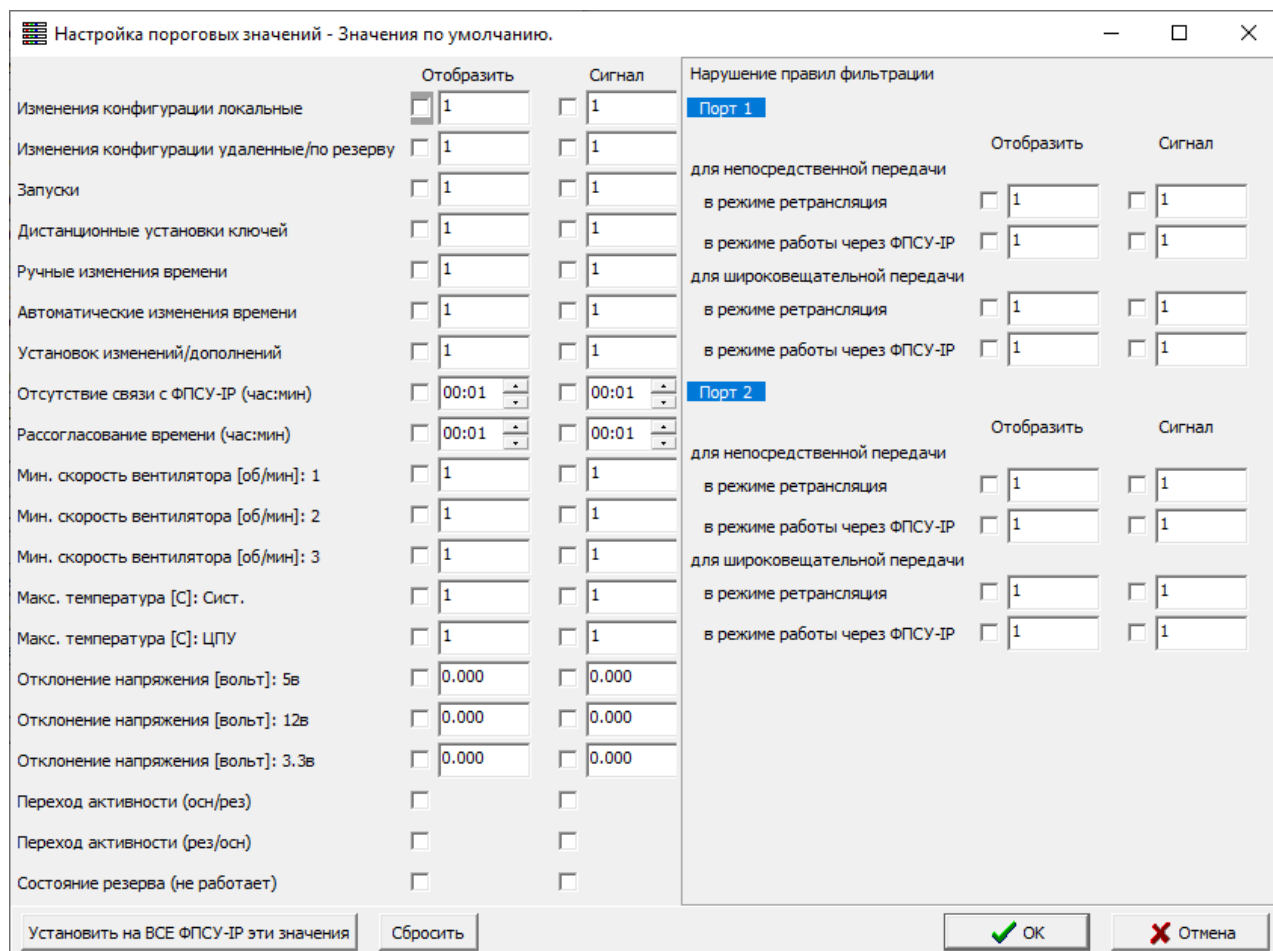 Настройка пороговых значений - Значения по умолчанию.
Отобразить Сигнал
Изменения конфигурации локальные 1 1
Изменения конфигурации удаленные/по резерву 1 1
Запуски 1 1
Дистанционные установки ключей 1 1
Ручные изменения времени 1 1
Автоматические изменения времени 1 1
Установок изменений/дополнений 1 1
Отсутствие связи с ФПСУ-IP (час:мин) 00:01 00:01
Рассогласование времени (час:мин) 00:01 00:01
Мин. скорость вентилятора [об/мин]: 1 1 1
Мин. скорость вентилятора [об/мин]: 2 1 1
Мин. скорость вентилятора [об/мин]: 3 1 1
Макс. температура [C]: Сист. 1 1
Макс. температура [C]: ЦПУ 1 1
Отклонение напряжения [вольт]: 5в 0.000 0.000
Отклонение напряжения [вольт]: 12в 0.000 0.000
Отклонение напряжения [вольт]: 3.3в 0.000 0.000
Переход активности (осн/рез)
Переход активности (рез/осн)
Состояние резерва (не работает)
Нарушение правил фильтрации
Порт 1
Отобразить Сигнал
для непосредственной передачи
в режиме ретрансляция 1 1
в режиме работы через ФПСУ-IP 1 1
для широковещательной передачи
в режиме ретрансляция 1 1
в режиме работы через ФПСУ-IP 1 1
Порт 2
Отобразить Сигнал
для непосредственной передачи
в режиме ретрансляция 1 1
в режиме работы через ФПСУ-IP 1 1
для широковещательной передачи
в режиме ретрансляция 1 1
в режиме работы через ФПСУ-IP 1 1
Установить на ВСЕ ФПСУ-IP эти значения Сбросить OK Отмена